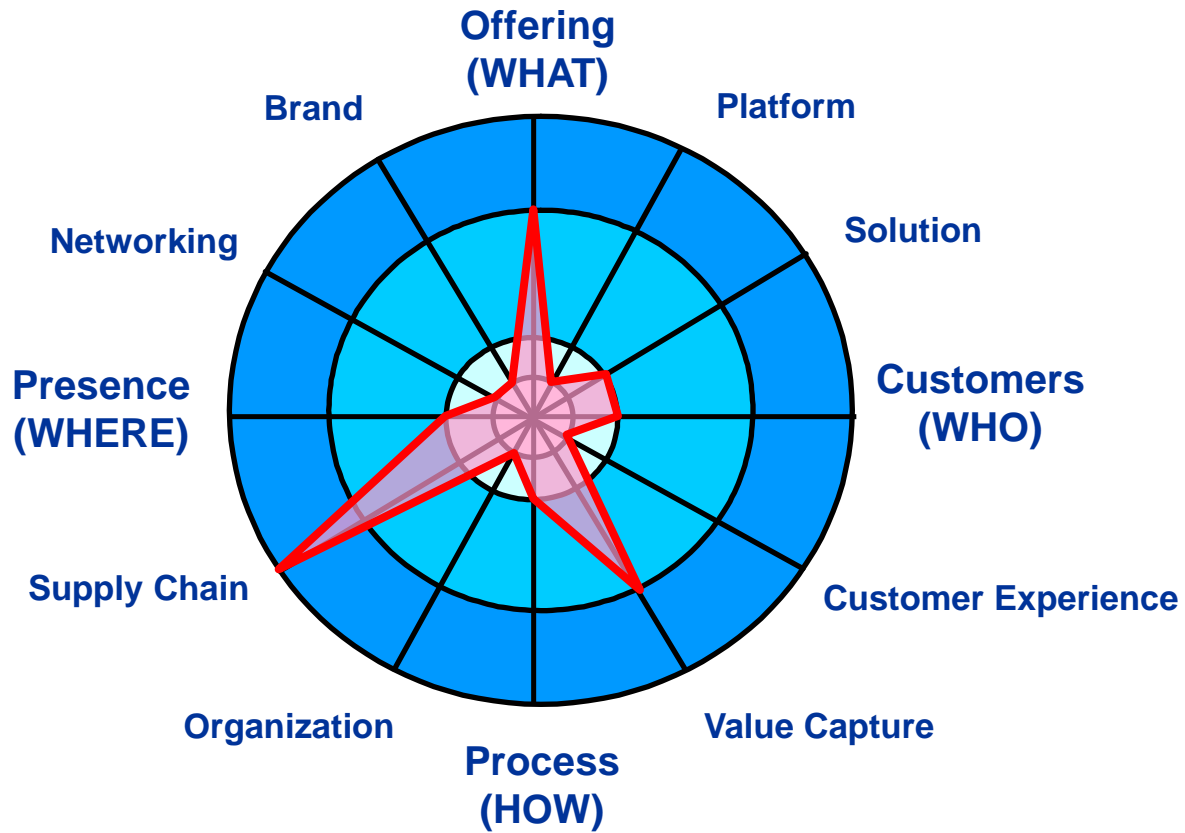 Offering
(WHAT)
Brand
Platform
Networking
Solution
Presence
(WHERE)
Customers
(WHO)
Supply Chain
Customer Experience
Organization
Value Capture
Process
(HOW)